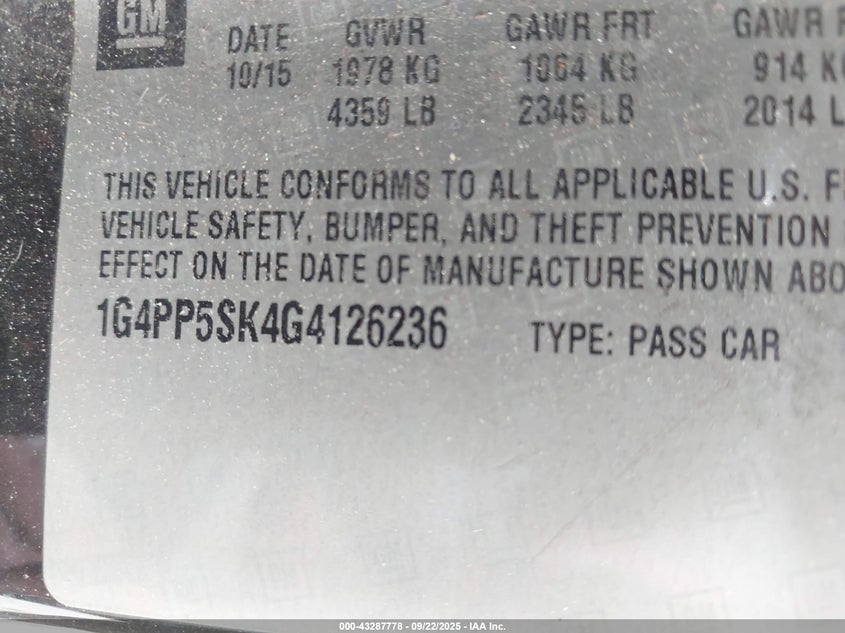 GM
DATE GVWR GAWR FRT GAWR
10/15 1978 KG 1064 KG 914
4359 LB 2345 LB 2014
THIS VEHICLE CONFORMS TO ALL APPLICABLE U.S.
VEHICLE SAFETY, BUMPER, AND THEFT PREVENTION
EFFECT ON THE DATE OF MANUFACTURE SHOWN
1G4PP5SK4G4126236 TYPE: PASS CAR
000-43287778 - 09/22/2025 - IAA Inc.